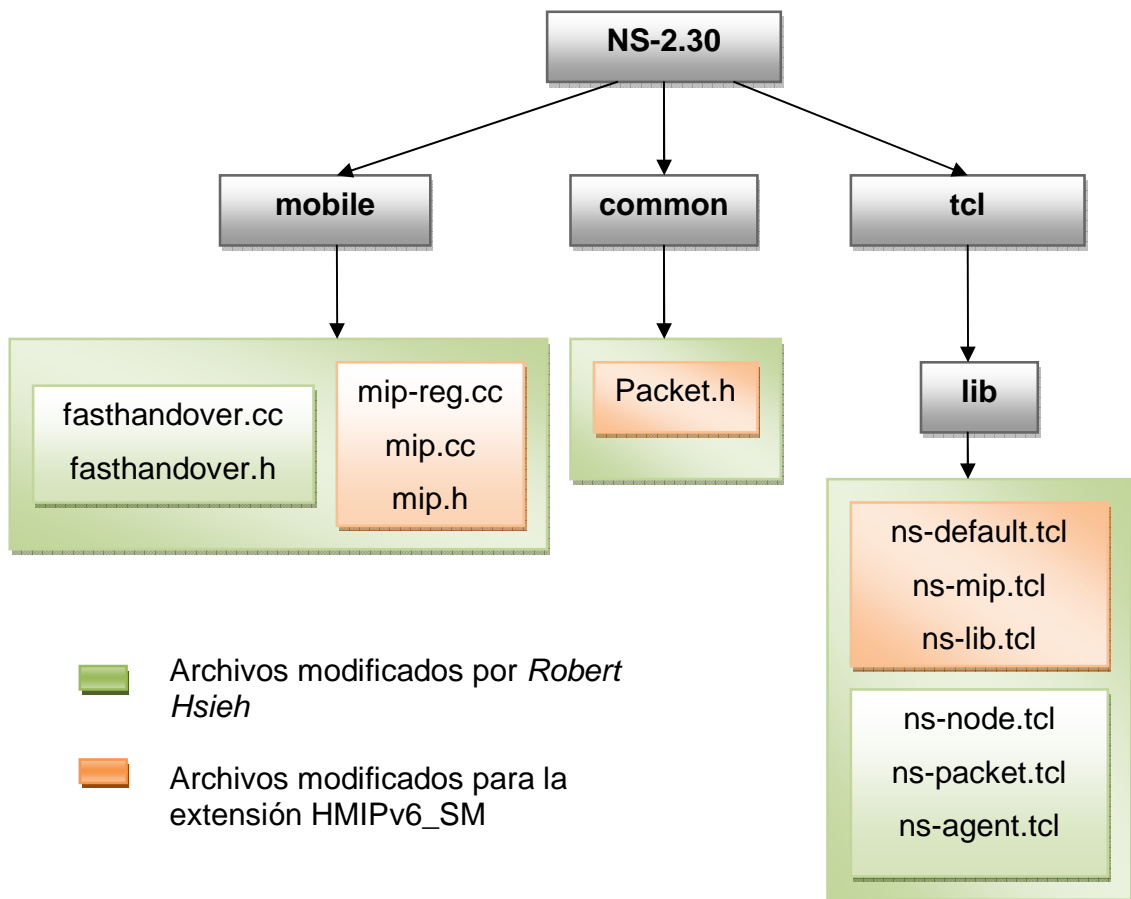 NS-2.30
mobile
common
tcl
fasthandover.cc
fasthandover.h
mip-reg.cc
mip.cc
mip.h
Packet.h
lib
ns-default.tcl
ns-mip.tcl
ns-lib.tcl
ns-node.tcl
ns-packet.tcl
ns-agent.tcl
Archivos modificados por Robert
Hsieh
Archivos modificados para la
extensión HMIPv6_SM